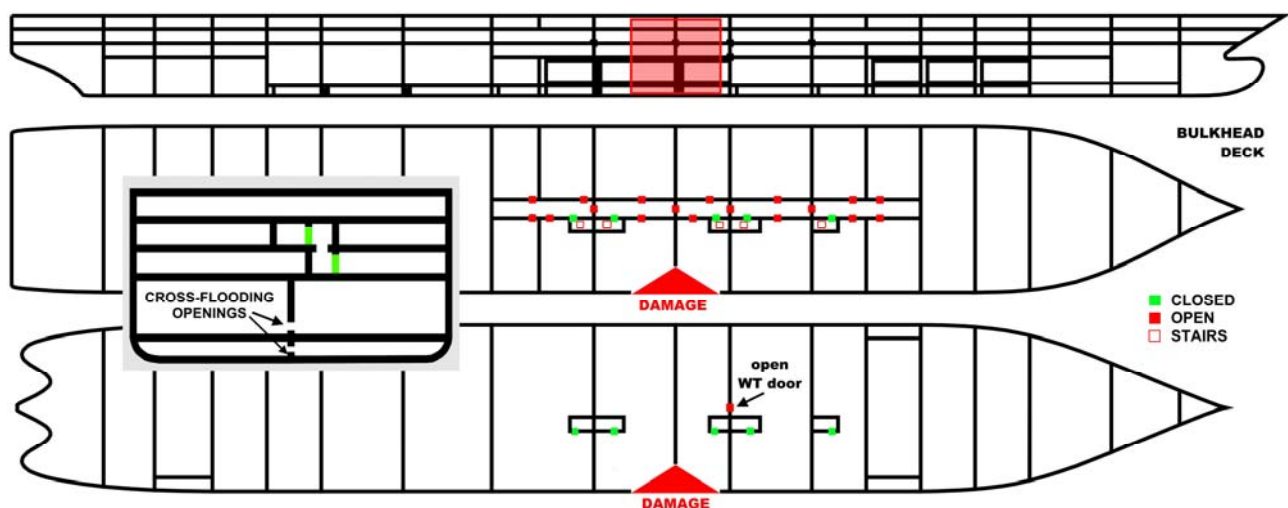 BULKHEAD
DECK
CROSS-FLOODING
OPENINGS
DAMAGE
CLOSED
OPEN
STAIRS
open
WT door
DAMAGE